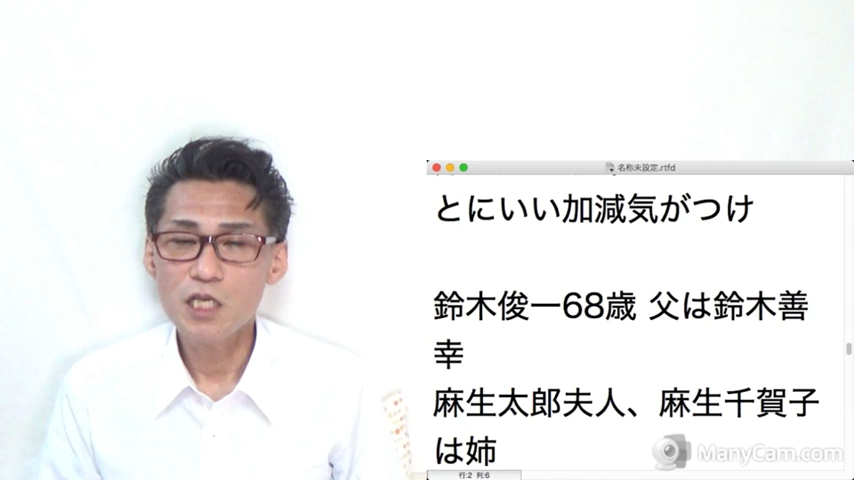 名称未設定.rtfd
とにいい加減気がつけ
鈴木俊一68歳 父は鈴木善
幸
麻生太郎夫人、麻生千賀子
は姉
ManyCam.com
行:2 列:6